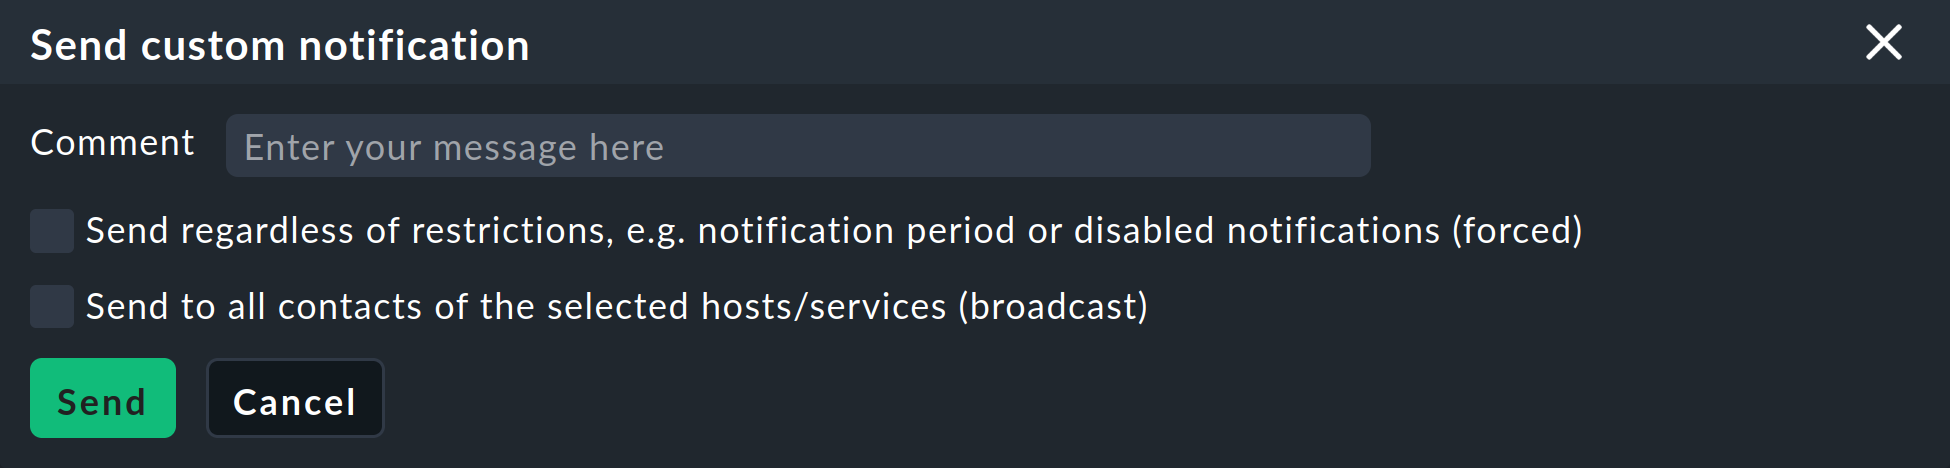 Send custom notification
Comment Enter your message here
Send regardless of restrictions, e.g. notification period or disabled notifications (forced)
Send to all contacts of the selected hosts/services (broadcast)
Send Cancel